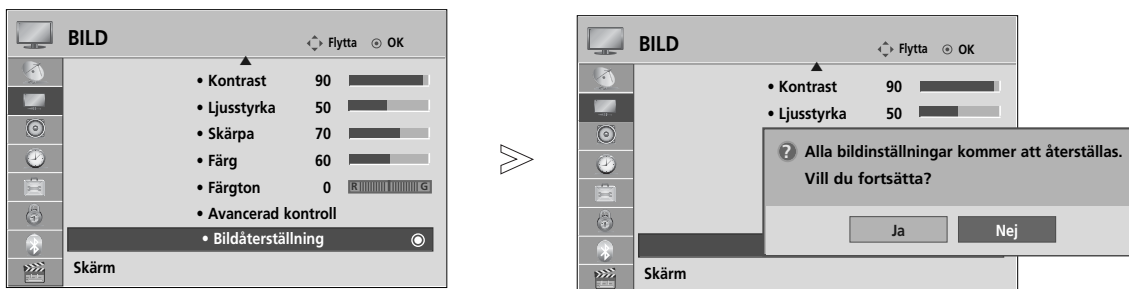 BILD
Flytta OK
• Kontrast 90
• Ljusstyrka 50
• Skärpa 70
• Färg 60
• Färgton 0 R G
• Avancerad kontroll
• Bildåterställning
Skärm
BILD
Flytta OK
• Kontrast 90
• Ljusstyrka 50
? Alla bildinställningar kommer att återställas.
Vill du fortsätta?
Ja Nej
Skärm